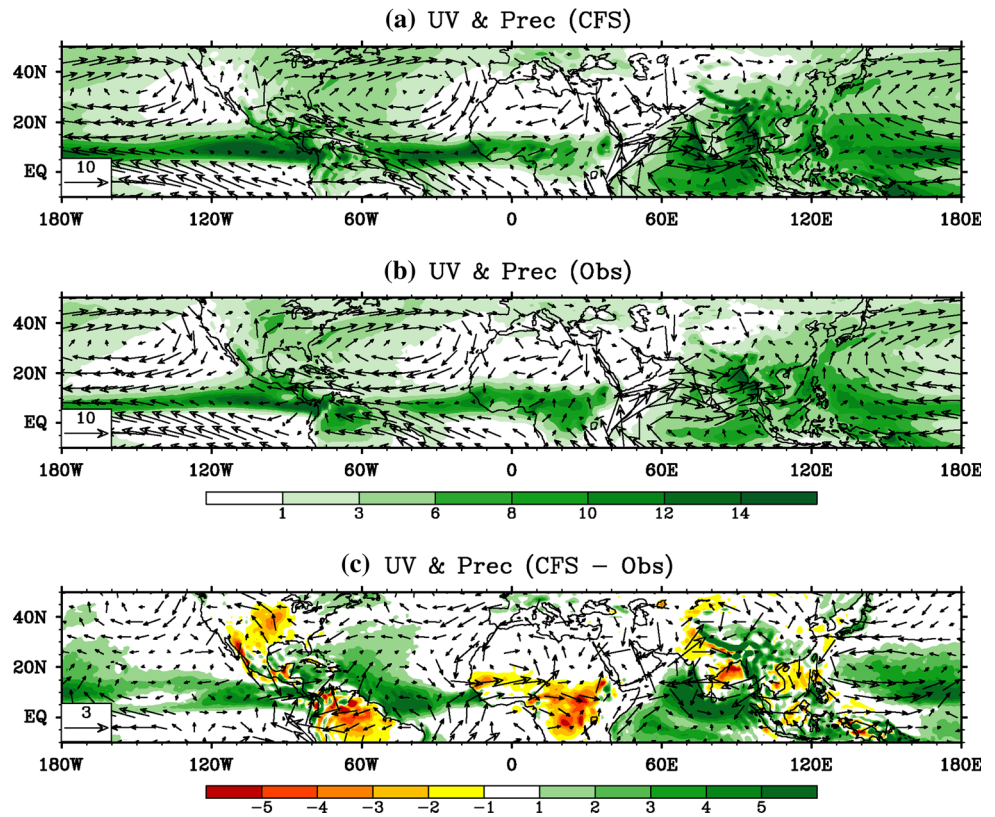 (a) UV & Prec (CFS)
40N
20N
EQ
10
180W 120W 60W 0 60E 120E 180E
(b) UV & Prec (Obs)
40N
20N
EQ
10
180W 120W 60W 0 60E 120E 180E
1 3 6 8 10 12 14
(c) UV & Prec (CFS − Obs)
40N
20N
EQ
3
180W 120W 60W 0 60E 120E 180E
−5 −4 −3 −2 −1 1 2 3 4 5